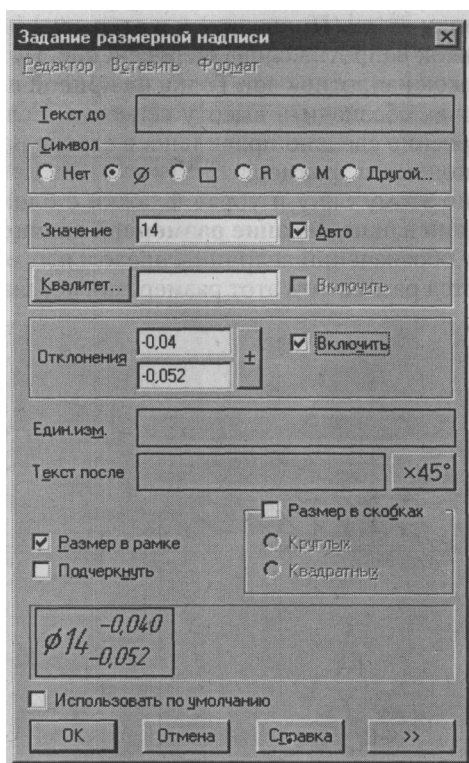 Задание размерной надписи
Редактор Вставить Формат
Текст до
Символ
Нет Ø □ R M Другой...
Значение 14 Авто
Квалитет... Включить
Отклонения -0,04 ± Включить
-0,052
Един.изм.
Текст после ×45°
Размер в скобках
Размер в рамке Круглых
Подчеркнуть Квадратных
ø14 -0,040
-0,052
Использовать по умолчанию
OK Отмена Справка >>